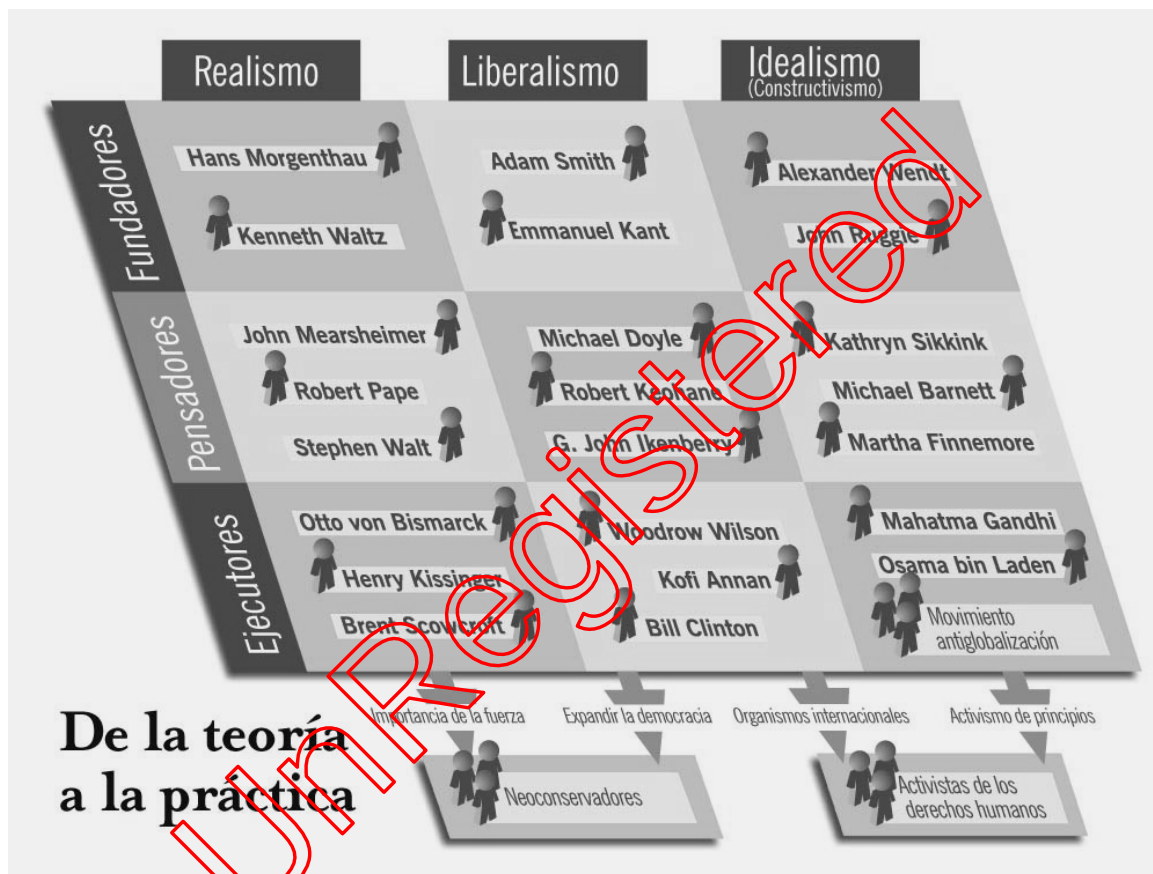 Realismo
Liberalismo
Idealismo
(Constructivismo)
Fundadores
Hans Morgenthau
Adam Smith
Alexander Wendt
Kenneth Waltz
Emmanuel Kant
John Ruggie
Pensadores
John Mearsheimer
Michael Doyle
Kathryn Sikkink
Robert Pape
Robert Keohane
Michael Barnett
Stephen Walt
G. John Ikenberry
Martha Finnemore
Ejecutores
Otto von Bismarck
Woodrow Wilson
Mahatma Gandhi
Henry Kissinger
Kofi Annan
Osama bin Laden
Brent Scowcroft
Bill Clinton
Movimiento
antiglobalización
Importancia de la fuerza
Expandir la democracia
Organismos internacionales
Activismo de principios
De la teoría
a la práctica
Neoconservadores
Activistas de los
derechos humanos
UnRegistered